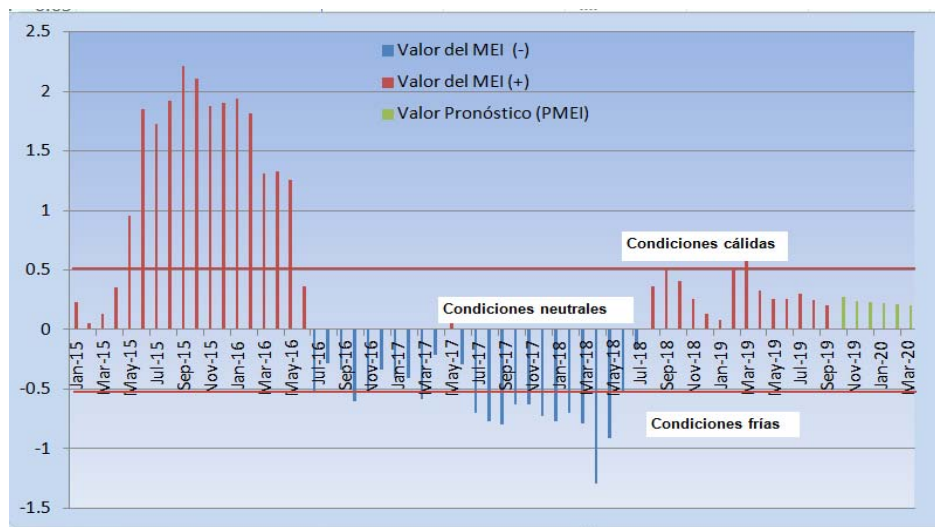 2.5
Valor del MEI (-)
Valor del MEI (+)
Valor Pronóstico (PMEI)
2
1.5
1
Condiciones cálidas
0.5
Condiciones neutrales
0
Jan-15
Mar-15
May-15
Jul-15
Sep-15
Nov-15
Jan-16
Mar-16
May-16
Jul-16
Sep-16
Nov-16
Jan-17
Mar-17
May-17
Jul-17
Sep-17
Nov-17
Jan-18
Mar-18
May-18
Jul-18
Sep-18
Nov-18
Jan-19
Mar-19
May-19
Jul-19
Sep-19
Nov-19
Jan-20
Mar-20
-0.5
Condiciones frías
-1
-1.5